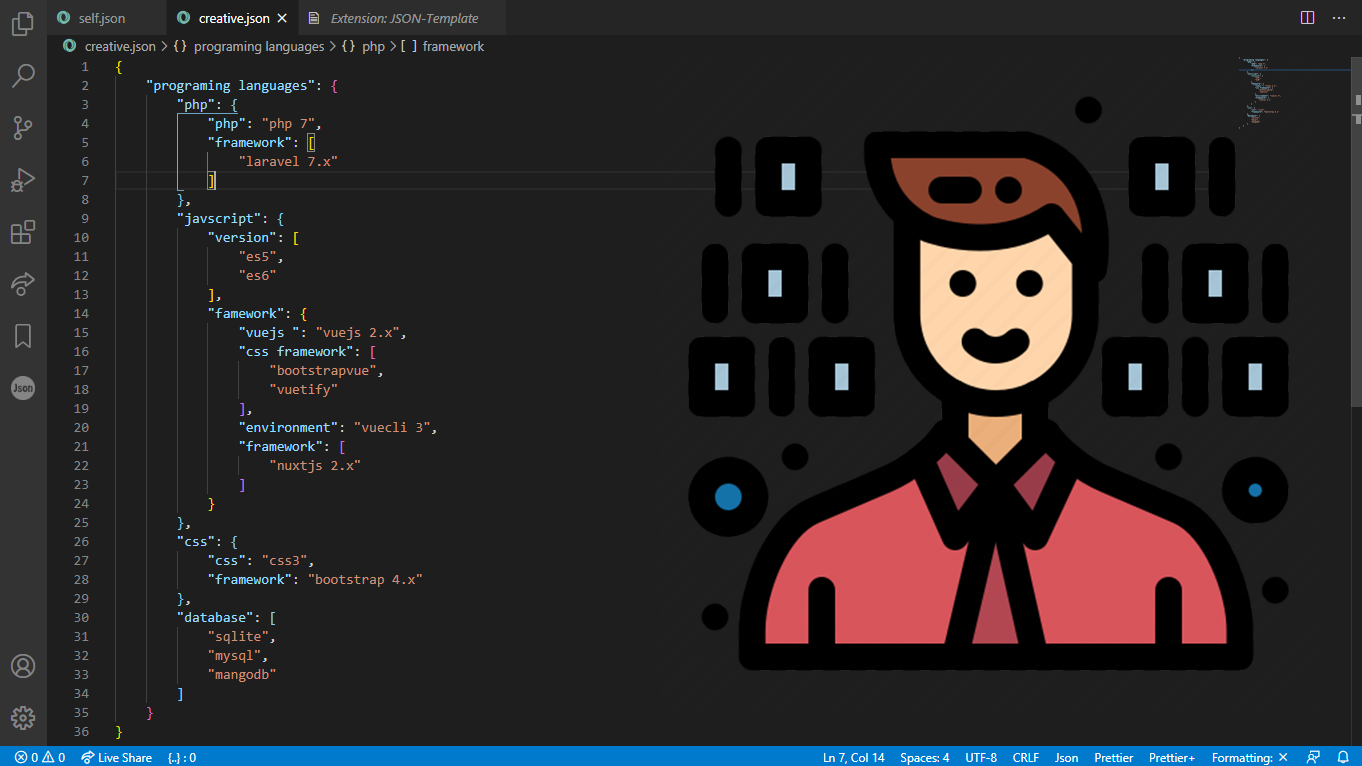 self.json creative.json Extension: JSON-Template
creative.json > {} programing languages > {} php > [ ] framework
1 {
2 "programing languages": {
3 "php": {
4 "php": "php 7",
5 "framework": [
6 "laravel 7.x"
7 ]
8 },
9 "javscript": {
10 "version": [
11 "es5",
12 "es6"
13 ],
14 "famework": {
15 "vuejs ": "vuejs 2.x",
16 "css framework": [
17 "bootstrapvue",
18 "vuetify"
19 ],
20 "environment": "vuecli 3",
21 "framework": [
22 "nuxtjs 2.x"
23 ]
24 }
25 },
26 "css": {
27 "css": "css3",
28 "framework": "bootstrap 4.x"
29 },
30 "database": [
31 "sqlite",
32 "mysql",
33 "mangodb"
34 ]
35 }
36 }
Json
0 0 Live Share {..} : 0 Ln 7, Col 14 Spaces: 4 UTF-8 CRLF Json Prettier Prettier+ Formatting: ×